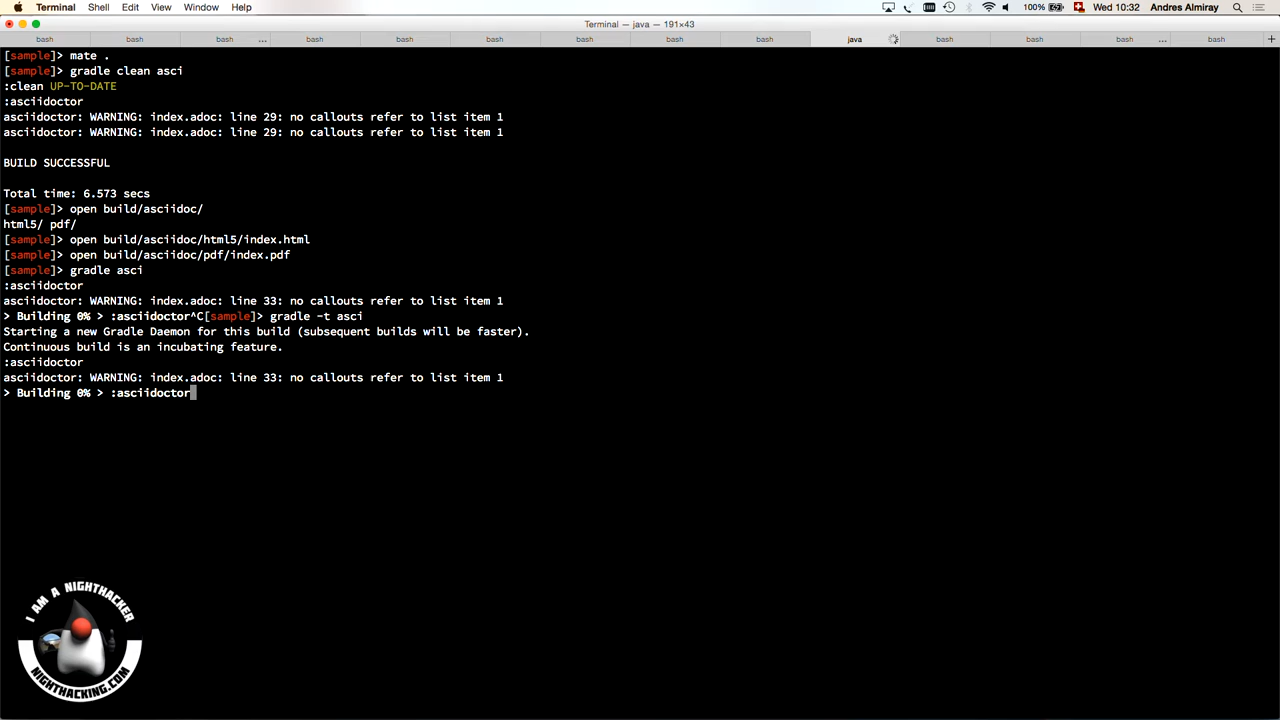 Terminal Shell Edit View Window Help 100% Wed 10:32 Andres Almiray
Terminal — java — 191×43
bash bash bash ... bash bash bash bash bash bash java bash bash bash ... bash +
[sample]> mate .
[sample]> gradle clean asci
:clean UP-TO-DATE
:asciidoctor
asciidoctor: WARNING: index.adoc: line 29: no callouts refer to list item 1
asciidoctor: WARNING: index.adoc: line 29: no callouts refer to list item 1
BUILD SUCCESSFUL
Total time: 6.573 secs
[sample]> open build/asciidoc/
html5/ pdf/
[sample]> open build/asciidoc/html5/index.html
[sample]> open build/asciidoc/pdf/index.pdf
[sample]> gradle asci
:asciidoctor
asciidoctor: WARNING: index.adoc: line 33: no callouts refer to list item 1
> Building 0% > :asciidoctor^C[sample]> gradle -t asci
Starting a new Gradle Daemon for this build (subsequent builds will be faster).
Continuous build is an incubating feature.
:asciidoctor
asciidoctor: WARNING: index.adoc: line 33: no callouts refer to list item 1
> Building 0% > :asciidoctor
I AM A NIGHTHACKER
NIGHTHACKING.COM